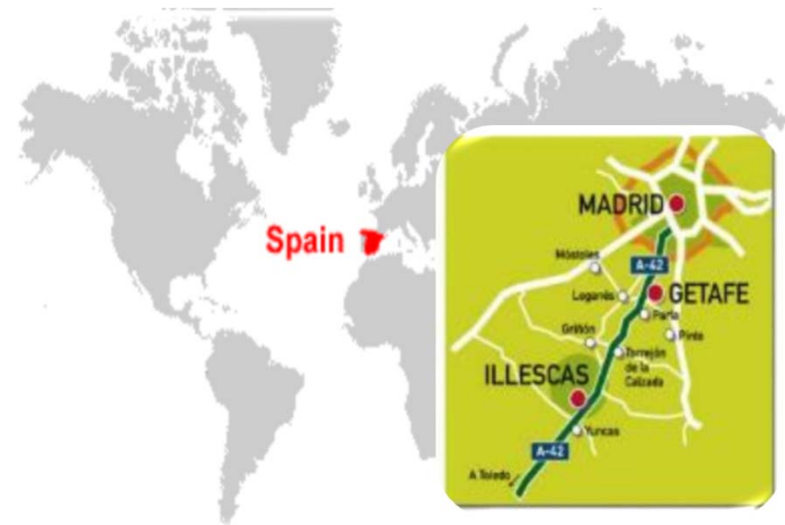 Spain
MADRID
Móstoles
A-42
Leganés
GETAFE
Parla
Pinto
Griñón
Torrejón
de la
Calzada
ILLESCAS
Yuncos
A-42
A Toledo